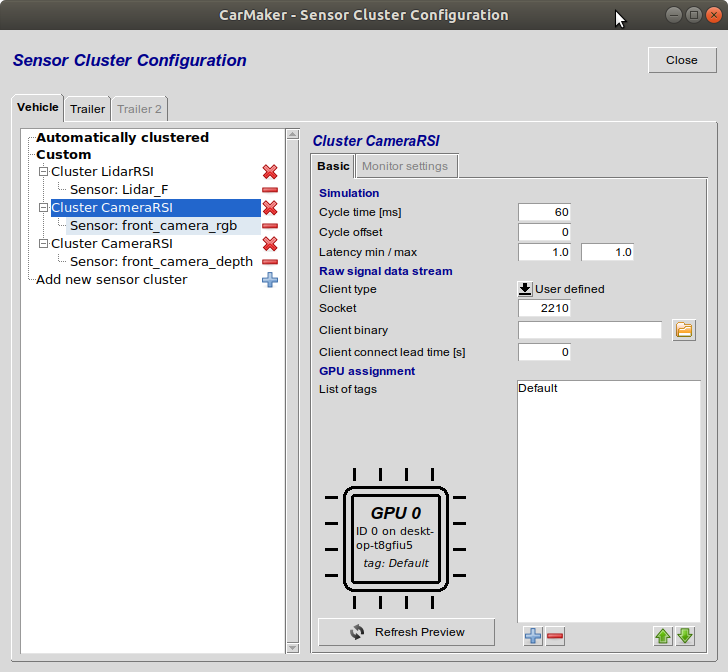 CarMaker - Sensor Cluster Configuration
Sensor Cluster Configuration
Close
Vehicle
Trailer
Trailer 2
Automatically clustered
Custom
Cluster LidarRSI
Sensor: Lidar_F
Cluster CameraRSI
Sensor: front_camera_rgb
Cluster CameraRSI
Sensor: front_camera_depth
Add new sensor cluster
Cluster CameraRSI
Basic
Monitor settings
Simulation
Cycle time [ms] 60
Cycle offset 0
Latency min / max 1.0 1.0
Raw signal data stream
Client type User defined
Socket 2210
Client binary
Client connect lead time [s] 0
GPU assignment
List of tags
Default
GPU 0
ID 0 on deskt-
op-t8gfiu5
tag: Default
Refresh Preview